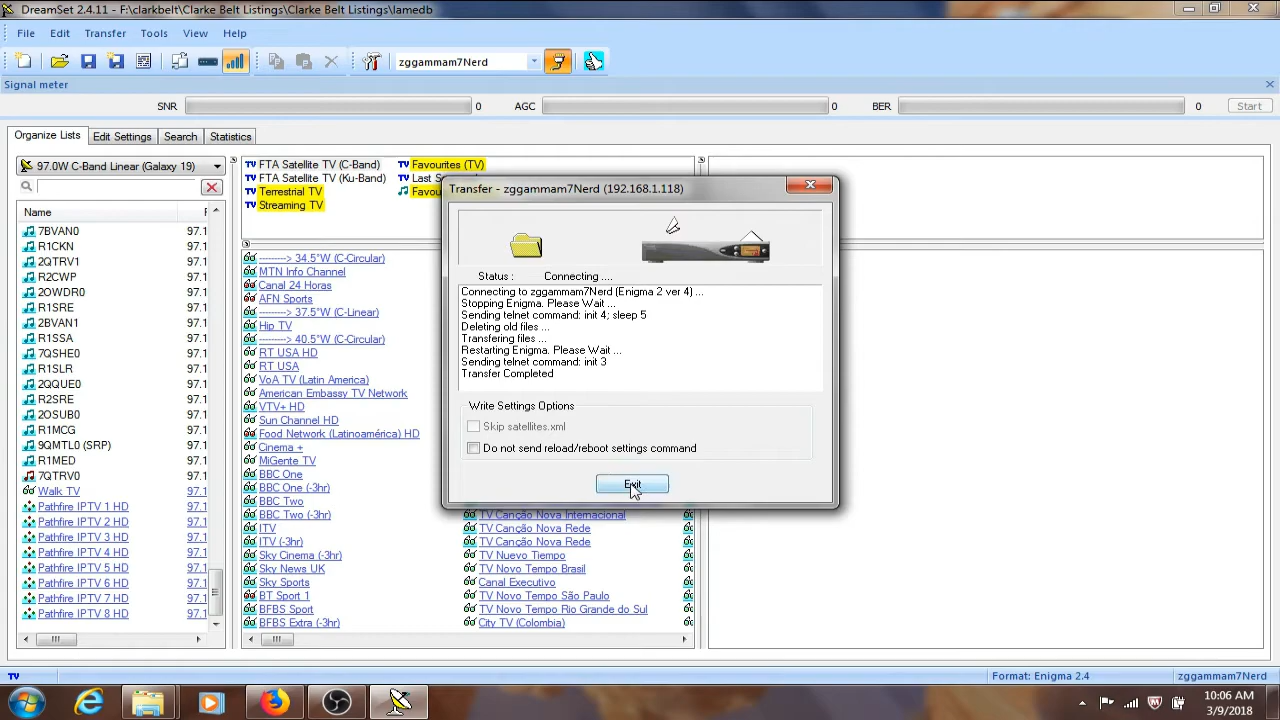 DreamSet 2.4.11 - F:\clarkbelt\Clarke Belt Listings\Clarke Belt Listings\lamedb
File Edit Transfer Tools View Help
zggammam7Nerd
Signal meter
SNR 0 AGC 0 BER 0 Start
Organize Lists Edit Settings Search Statistics
97.0W C-Band Linear (Galaxy 19)
Name
7BVAN0 97.1
R1CKN 97.1
2QTRV1 97.1
R2CWP 97.1
2OWDR0 97.1
R1SRE 97.1
2BVAN1 97.1
R1SSA 97.1
7QSHE0 97.1
R1SLR 97.1
2QQUE0 97.1
R2SRE 97.1
2OSUB0 97.1
R1MCG 97.1
9QMTL0 (SRP) 97.1
R1MED 97.1
7QTRV0 97.1
Walk TV 97.1
Pathfire IPTV 1 HD 97.1
Pathfire IPTV 2 HD 97.1
Pathfire IPTV 3 HD 97.1
Pathfire IPTV 4 HD 97.1
Pathfire IPTV 5 HD 97.1
Pathfire IPTV 6 HD 97.1
Pathfire IPTV 7 HD 97.1
Pathfire IPTV 8 HD 97.1
TV FTA Satellite TV (C-Band)
TV FTA Satellite TV (Ku-Band)
TV Terrestrial TV
TV Streaming TV
TV Favourites (TV)
TV Last
--------> 34.5°W (C-Circular)
MTN Info Channel
Canal 24 Horas
AFN Sports
--------> 37.5°W (C-Linear)
Hip TV
--------> 40.5°W (C-Circular)
RT USA HD
RT USA
VoA TV (Latin America)
American Embassy TV Network
VTV+ HD
Sun Channel HD
Food Network (Latinoamérica) HD
Cinema +
MiGente TV
BBC One
BBC One (-3hr)
BBC Two
BBC Two (-3hr)
ITV
ITV (-3hr)
Sky Cinema (-3hr)
Sky News UK
Sky Sports
BT Sport 1
BFBS Sport
BFBS Extra (-3hr)
TV Canção Nova Internacional
TV Canção Nova Rede
TV Canção Nova Rede
TV Nuevo Tiempo
TV Novo Tempo Brasil
Canal Executivo
TV Novo Tempo São Paulo
TV Novo Tempo Rio Grande do Sul
City TV (Colombia)
Transfer - zggammam7Nerd (192.168.1.118)
Status : Connecting ....
Connecting to zggammam7Nerd (Enigma 2 ver 4) ...
Stopping Enigma. Please Wait ...
Sending telnet command: init 4; sleep 5
Deleting old files ...
Transfering files ...
Restarting Enigma. Please Wait ...
Sending telnet command: init 3
Transfer Completed
Write Settings Options
Skip satellites.xml
Do not send reload/reboot settings command
Exit
TV Format: Enigma 2.4 zggammam7Nerd
10:06 AM
3/9/2018